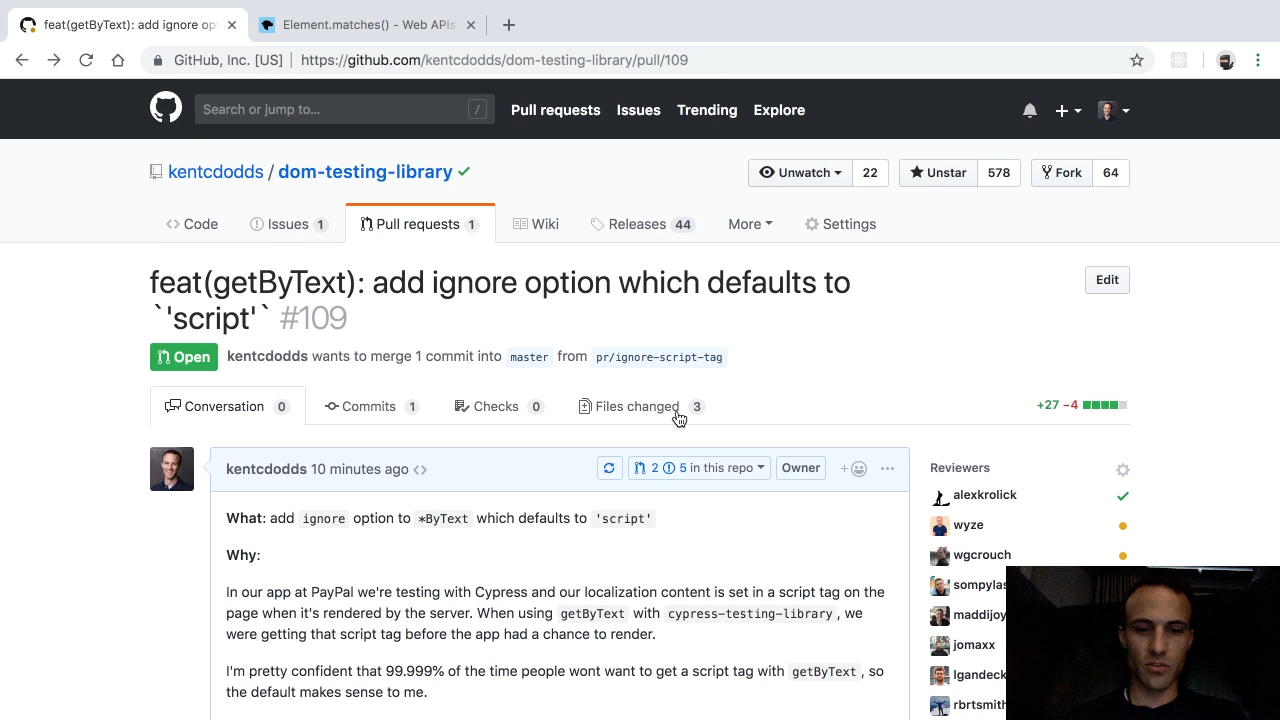 feat(getByText): add ignore opt
Element.matches() - Web APIs
GitHub, Inc. [US] | https://github.com/kentcdodds/dom-testing-library/pull/109
Search or jump to... /
Pull requests Issues Trending Explore
kentcdodds / dom-testing-library
Unwatch 22 Unstar 578 Fork 64
Code Issues 1 Pull requests 1 Wiki Releases 44 More Settings
feat(getByText): add ignore option which defaults to
`'script'` #109
Edit
Open kentcdodds wants to merge 1 commit into master from pr/ignore-script-tag
Conversation 0 Commits 1 Checks 0 Files changed 3 +27 −4
kentcdodds 10 minutes ago 2 5 in this repo Owner
Reviewers
alexkrolick
wyze
wgcrouch
sompylas
maddijoy
jomaxx
lgandeck
rbrtsmith
What: add ignore option to *ByText which defaults to 'script'
Why:
In our app at PayPal we're testing with Cypress and our localization content is set in a script tag on the
page when it's rendered by the server. When using getByText with cypress-testing-library, we
were getting that script tag before the app had a chance to render.
I'm pretty confident that 99.999% of the time people wont want to get a script tag with getByText, so
the default makes sense to me.